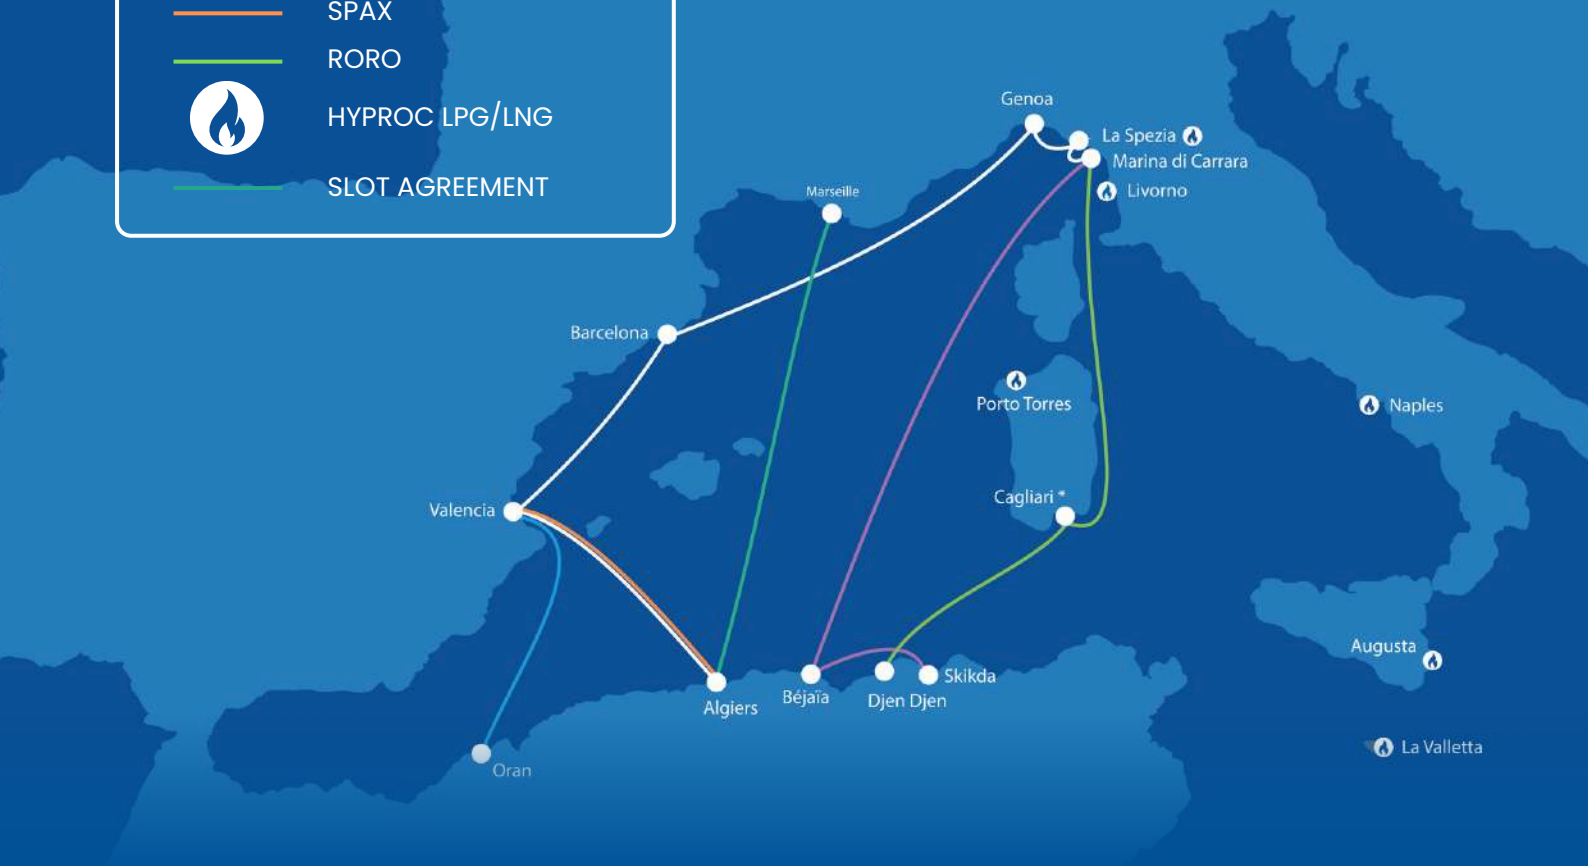 SPAX
RORO
HYPROC LPG/LNG
SLOT AGREEMENT
Genoa
La Spezia
Marina di Carrara
Livorno
Marseille
Barcelona
Porto Torres
Naples
Cagliari *
Valencia
Augusta
Skikda
Béjaïa
Djen Djen
Algiers
La Valletta
Oran